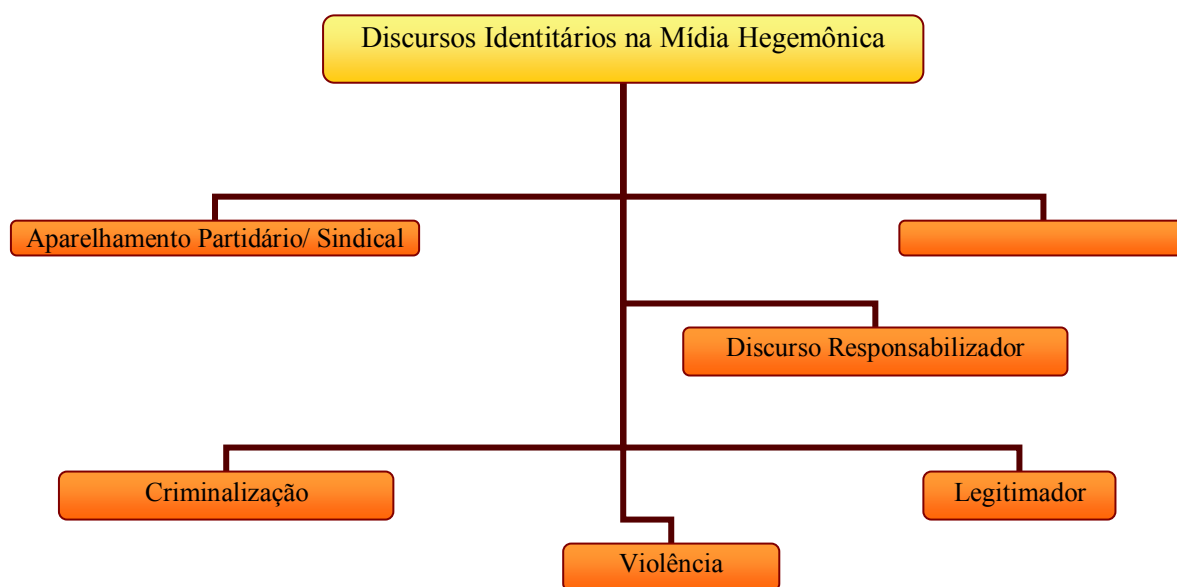 Discursos Identitários na Mídia Hegemônica
Aparelhamento Partidário/ Sindical
Discurso Responsabilizador
Criminalização
Legitimador
Violência